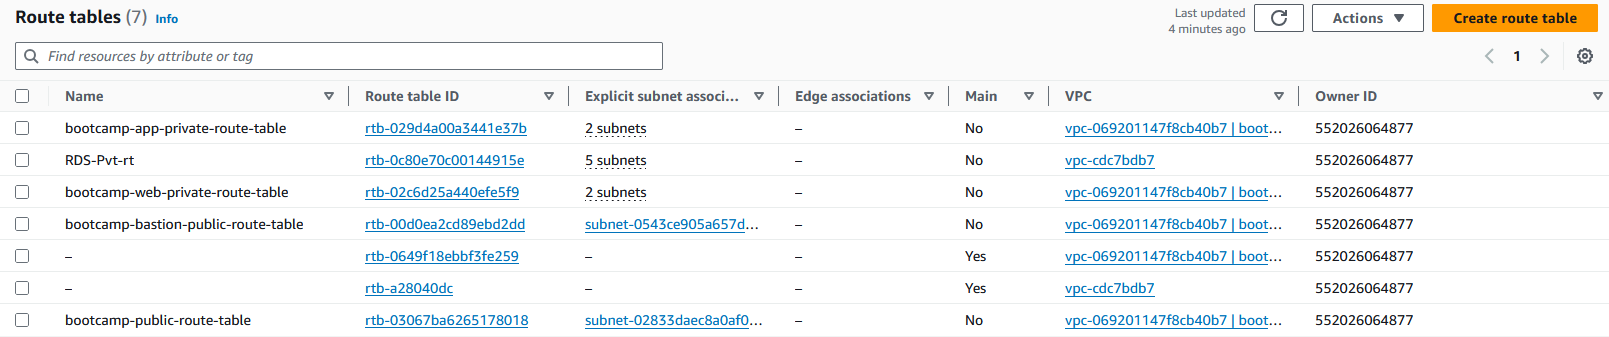 Route tables (7) Info
Last updated
4 minutes ago
Actions
Create route table
Find resources by attribute or tag
1
Name Route table ID Explicit subnet associ... Edge associations Main VPC Owner ID
bootcamp-app-private-route-table rtb-029d4a00a3441e37b 2 subnets – No vpc-069201147f8cb40b7 | boot... 552026064877
RDS-Pvt-rt rtb-0c80e70c00144915e 5 subnets – No vpc-cdc7bdb7 552026064877
bootcamp-web-private-route-table rtb-02c6d25a440efe5f9 2 subnets – No vpc-069201147f8cb40b7 | boot... 552026064877
bootcamp-bastion-public-route-table rtb-00d0ea2cd89ebd2dd subnet-0543ce905a657d... – No vpc-069201147f8cb40b7 | boot... 552026064877
– rtb-0649f18ebbf3fe259 – – Yes vpc-069201147f8cb40b7 | boot... 552026064877
– rtb-a28040dc – – Yes vpc-cdc7bdb7 552026064877
bootcamp-public-route-table rtb-03067ba6265178018 subnet-02833daec8a0af0... – No vpc-069201147f8cb40b7 | boot... 552026064877